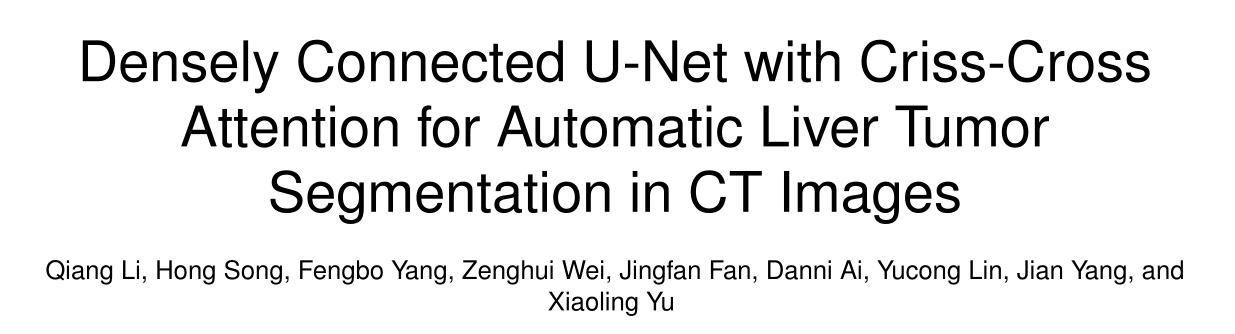 Densely Connected U-Net with Criss-Cross
Attention for Automatic Liver Tumor
Segmentation in CT Images
Qiang Li, Hong Song, Fengbo Yang, Zenghui Wei, Jingfan Fan, Danni Ai, Yucong Lin, Jian Yang, and
Xiaoling Yu